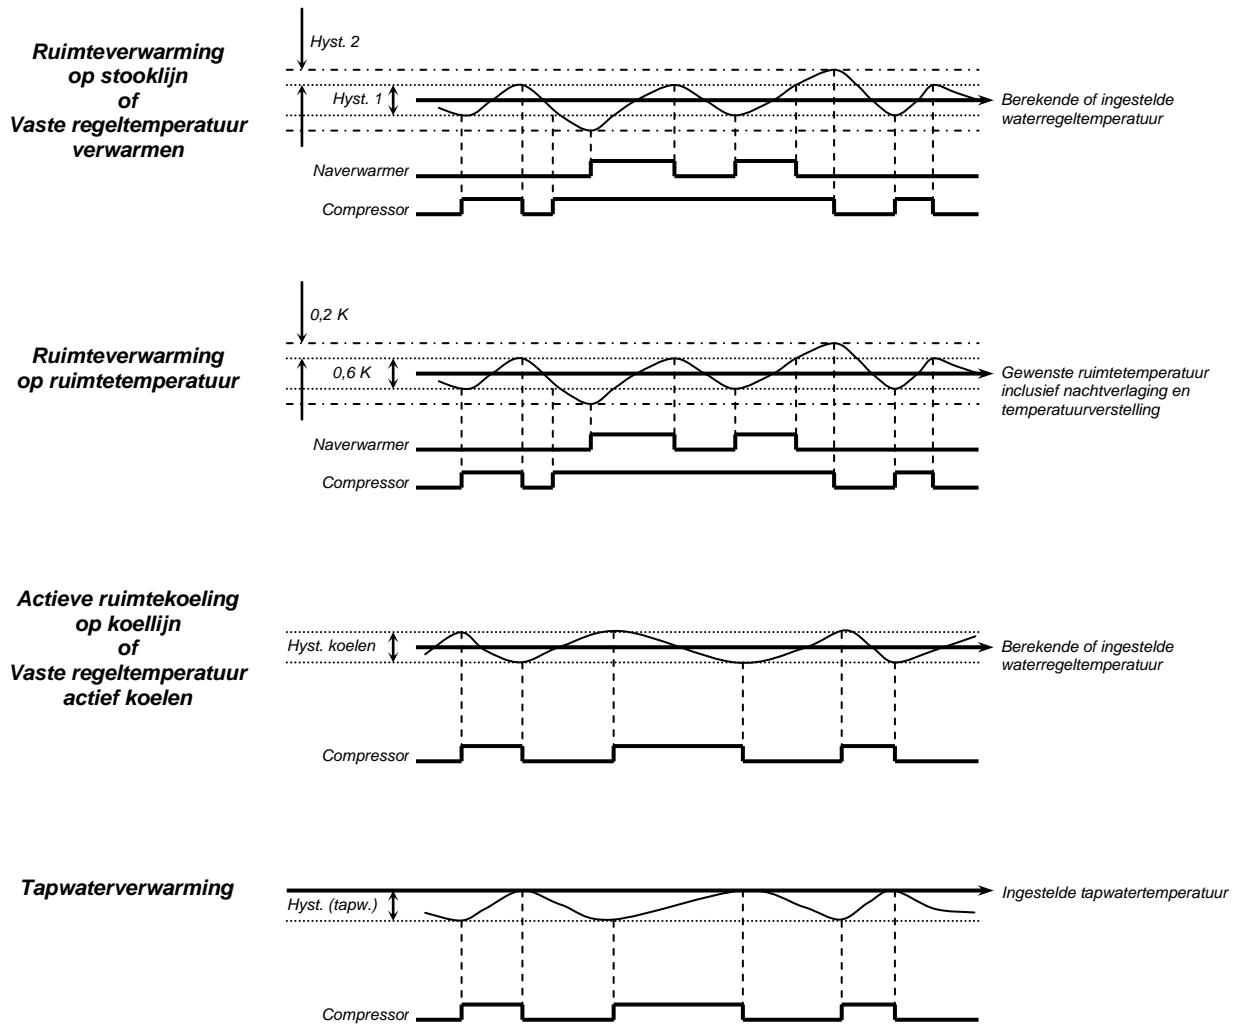 Ruimteverwarming
op stooklijn
of
Vaste regeltemperatuur
verwarmen
Hyst. 2
Hyst. 1
Berekende of ingestelde
waterregeltemperatuur
Naverwarmer
Compressor
Ruimteverwarming
op ruimtetemperatuur
0,2 K
0,6 K
Gewenste ruimtetemperatuur
inclusief nachtverlaging en
temperatuurverstelling
Naverwarmer
Compressor
Actieve ruimtekoeling
op koellijn
of
Vaste regeltemperatuur
actief koelen
Hyst. koelen
Berekende of ingestelde
waterregeltemperatuur
Compressor
Tapwaterverwarming
Hyst. (tapw.)
Ingestelde tapwatertemperatuur
Compressor